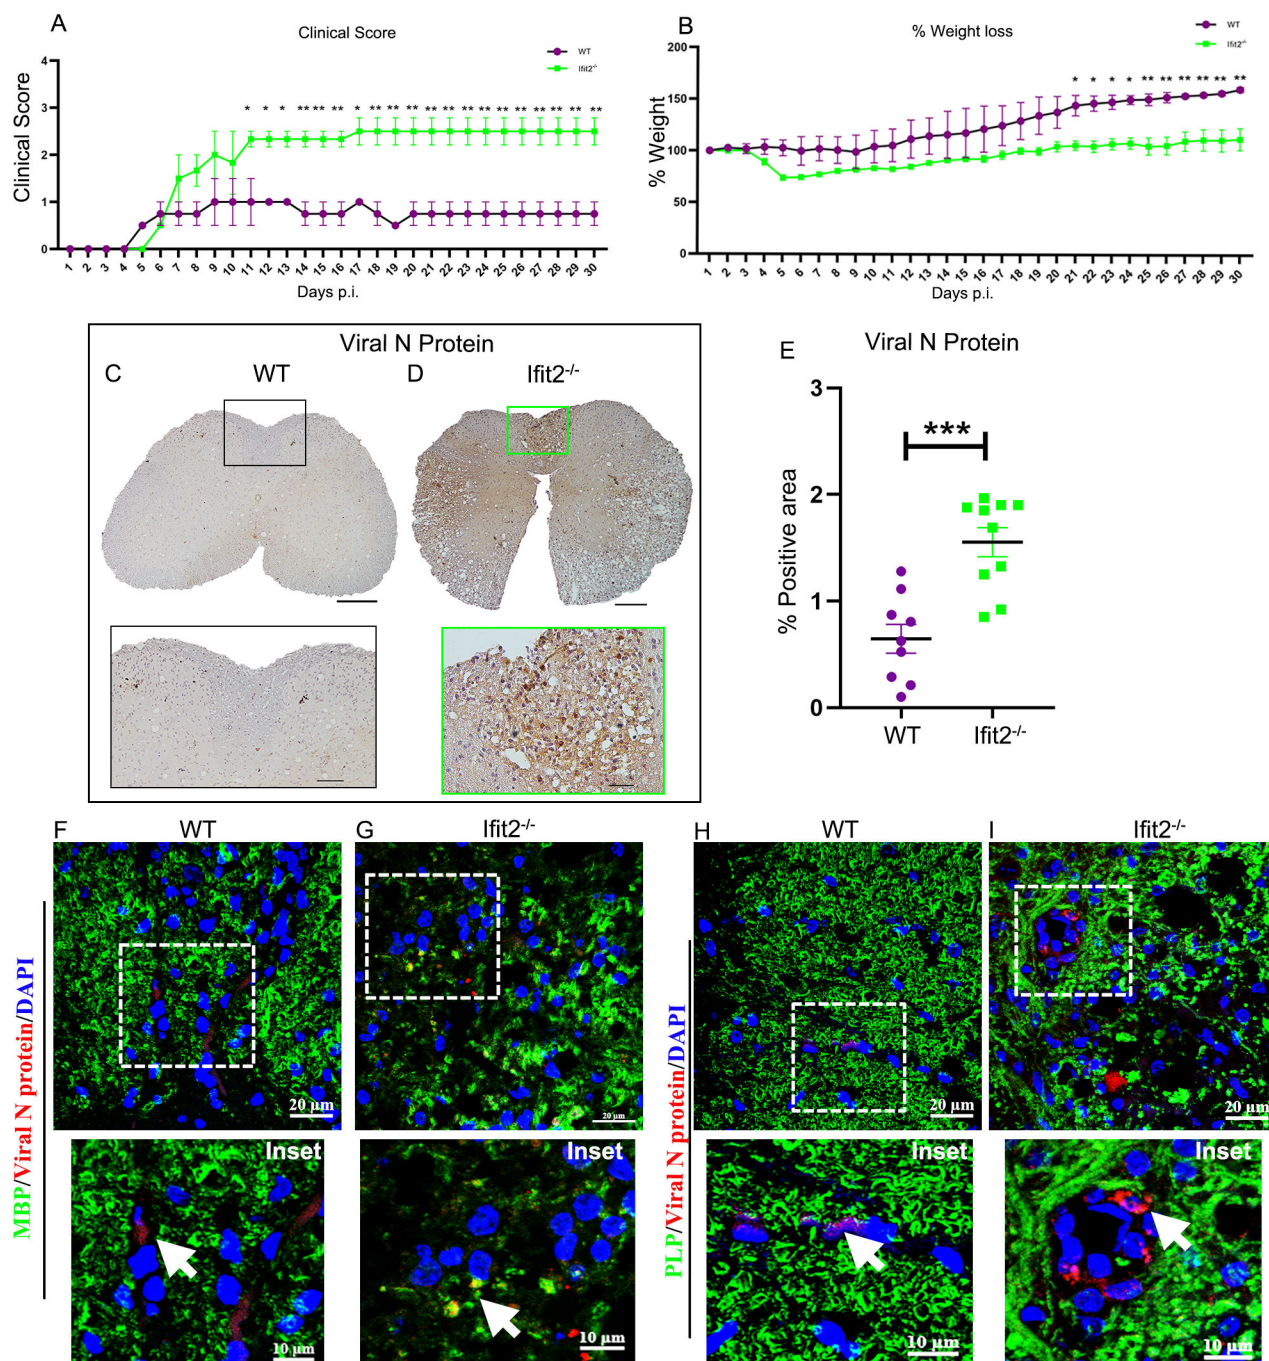 A
Clinical Score
WT
Ifit2-/-
Clinical Score
4
3
2
1
0
* * * ** ** ** * ** ** ** ** ** ** ** ** ** ** ** ** **
1 2 3 4 5 6 7 8 9 10 11 12 13 14 15 16 17 18 19 20 21 22 23 24 25 26 27 28 29 30
Days p.i.
B
% Weight loss
WT
Ifit2-/-
% Weight
200
150
100
50
0
* * * * ** ** ** ** ** **
1 2 3 4 5 6 7 8 9 10 11 12 13 14 15 16 17 18 19 20 21 22 23 24 25 26 27 28 29 30
Days p.i.
Viral N Protein
C
WT
D
Ifit2-/-
E
Viral N Protein
% Positive area
3
2
1
0
***
WT
Ifit2-/-
F
WT
G
Ifit2-/-
H
WT
I
Ifit2-/-
MBP/Viral N protein/DAPI
20 µm
20 µm
PLP/Viral N protein/DAPI
20 µm
20 µm
Inset
10 µm
Inset
10 µm
Inset
10 µm
Inset
10 µm